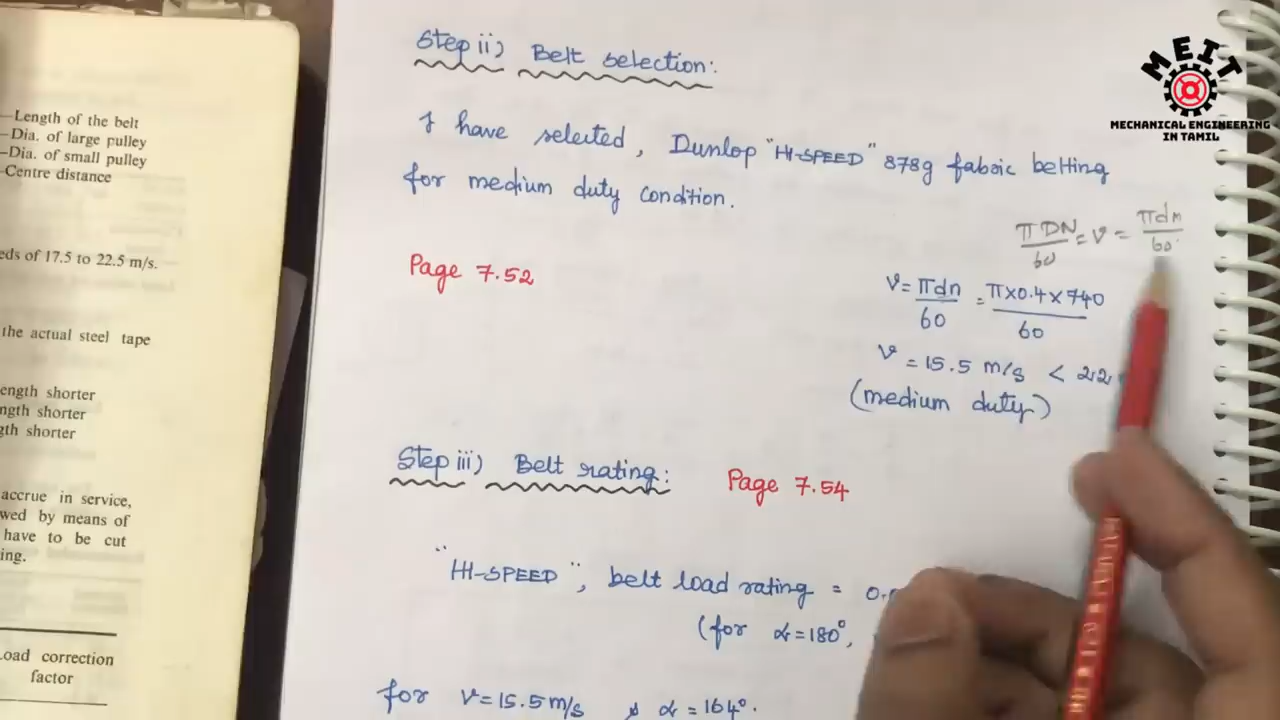 Step ii) Belt selection:
I have selected, Dunlop "HI-SPEED" 878g fabric belting
for medium duty condition.
Page 7.52
πDN/60 = V = πdn/60
V = πdn/60 = π×0.4×740/60
V = 15.5 m/s < 22
(medium duty)
Step iii) Belt rating: Page 7.54
"HI-SPEED", belt load rating = 0.
(for α=180°,
for V=15.5m/s & α=164°.
—Length of the belt
—Dia. of large pulley
—Dia. of small pulley
—Centre distance
eds of 17.5 to 22.5 m/s.
the actual steel tape
ength shorter
ngth shorter
gth shorter
accrue in service,
wed by means of
have to be cut
ing.
Load correction
factor
MEIT
MECHANICAL ENGINEERING
IN TAMIL